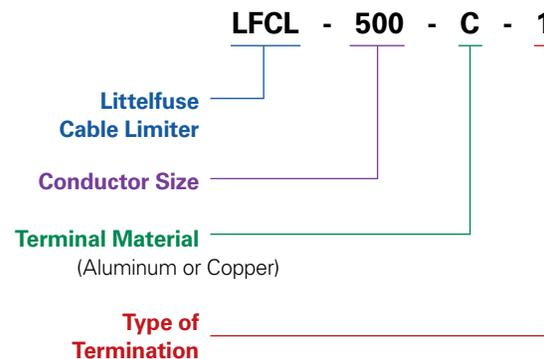 LFCL - 500 - C - 1
Littelfuse
Cable Limiter
Conductor Size
Terminal Material
(Aluminum or Copper)
Type of
Termination